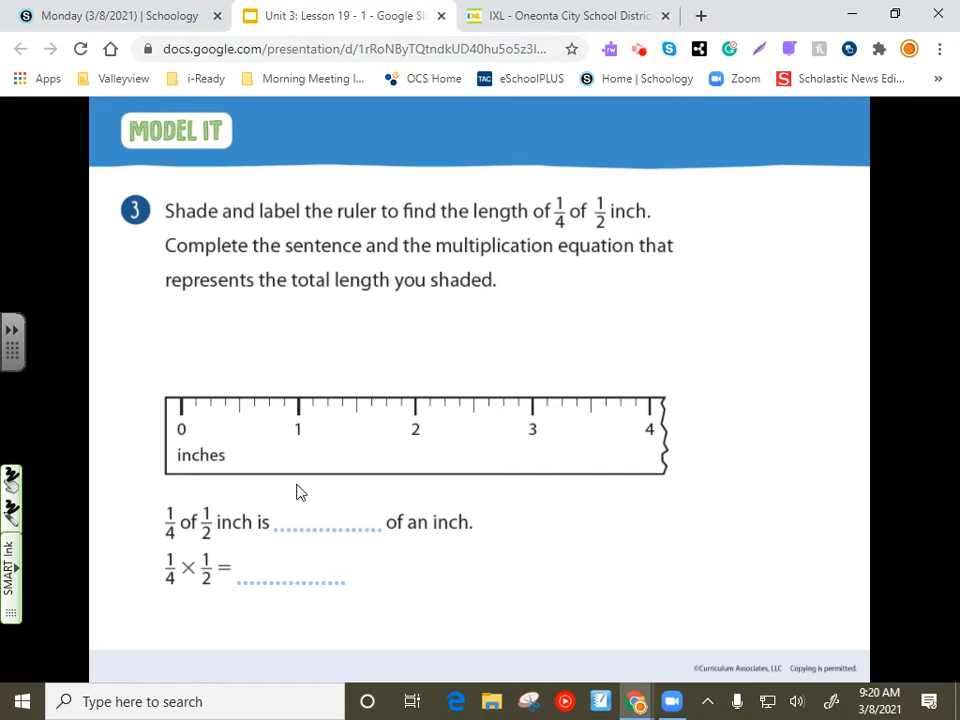 Monday (3/8/2021) | Schoology
Unit 3: Lesson 19 - 1 - Google Sli
IXL - Oneonta City School Distric
docs.google.com/presentation/d/1rRoNByTQtndkUD40hu5o5z3I...
Apps
Valleyview
i-Ready
Morning Meeting I...
OCS Home
TAC
eSchoolPLUS
Home | Schoology
Zoom
Scholastic News Edi...
»
MODEL IT
3
Shade and label the ruler to find the length of 1/4 of 1/2 inch.
Complete the sentence and the multiplication equation that
represents the total length you shaded.
0 1 2 3 4
inches
1/4 of 1/2 inch is ................. of an inch.
1/4 × 1/2 = .................
SMART Ink
©Curriculum Associates, LLC Copying is permitted.
Type here to search
9:20 AM
3/8/2021